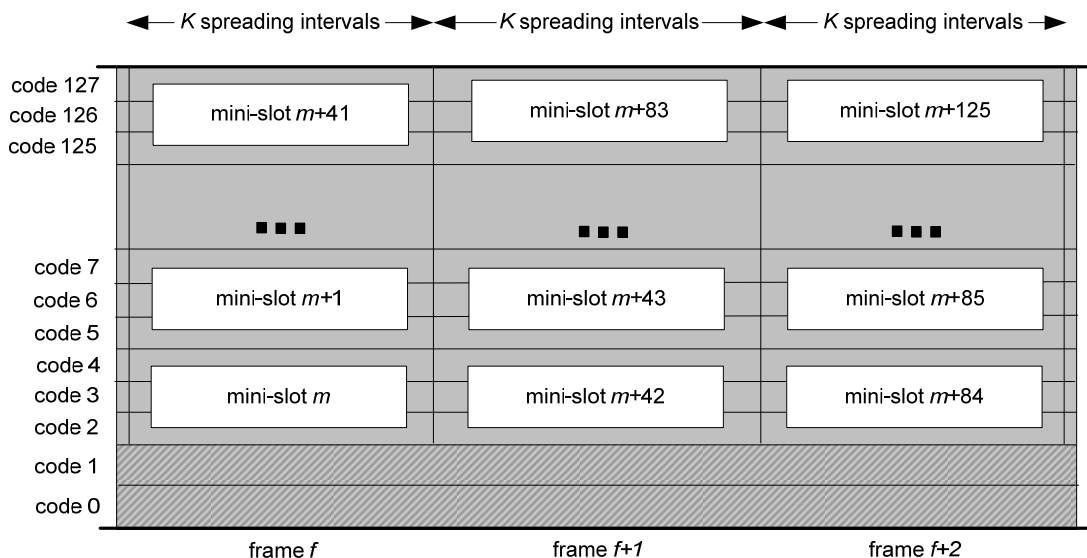 K spreading intervals K spreading intervals K spreading intervals
code 127
code 126
code 125
mini-slot m+41 mini-slot m+83 mini-slot m+125
code 7
code 6
code 5
mini-slot m+1 mini-slot m+43 mini-slot m+85
code 4
code 3
code 2
mini-slot m mini-slot m+42 mini-slot m+84
code 1
code 0
frame f frame f+1 frame f+2